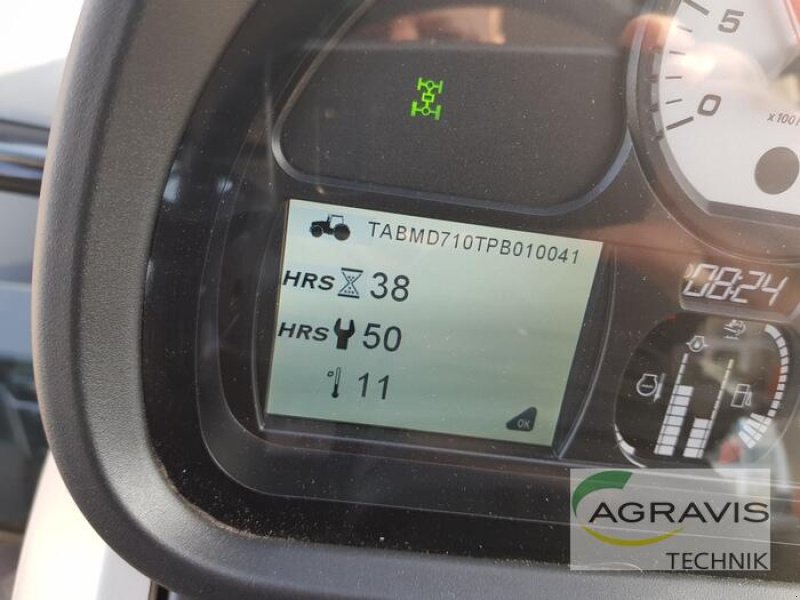 5
0
x 100 /
TABMD710TPB010041
HRS 38
08:24
HRS 50
° 11
OK
AGRAVIS
TECHNIK